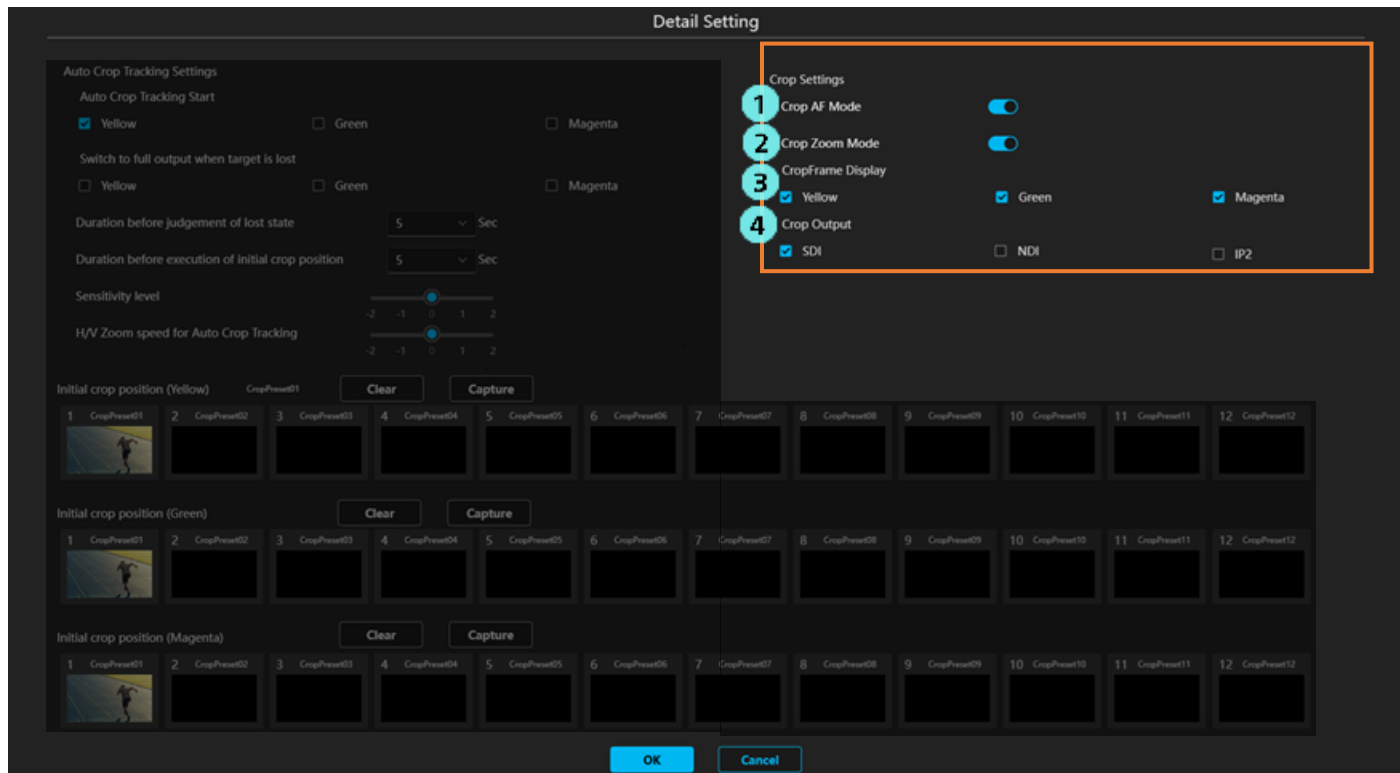 Detail Setting
Auto Crop Tracking Settings
Auto Crop Tracking Start
Yellow Green Magenta
Switch to full output when target is lost
Yellow Green Magenta
Duration before judgement of lost state 5 Sec
Duration before execution of initial crop position 5 Sec
Sensitivity level
-2 -1 0 1 2
H/V Zoom speed for Auto Crop Tracking
-2 -1 0 1 2
Crop Settings
1 Crop AF Mode
2 Crop Zoom Mode
3 CropFrame Display
Yellow Green Magenta
4 Crop Output
SDI NDI IP2
Initial crop position (Yellow) CropPreset01 Clear Capture
1 CropPreset01 2 CropPreset02 3 CropPreset03 4 CropPreset04 5 CropPreset05 6 CropPreset06 7 CropPreset07 8 CropPreset08 9 CropPreset09 10 CropPreset10 11 CropPreset11 12 CropPreset12
Initial crop position (Green) Clear Capture
1 CropPreset01 2 CropPreset02 3 CropPreset03 4 CropPreset04 5 CropPreset05 6 CropPreset06 7 CropPreset07 8 CropPreset08 9 CropPreset09 10 CropPreset10 11 CropPreset11 12 CropPreset12
Initial crop position (Magenta) Clear Capture
1 CropPreset01 2 CropPreset02 3 CropPreset03 4 CropPreset04 5 CropPreset05 6 CropPreset06 7 CropPreset07 8 CropPreset08 9 CropPreset09 10 CropPreset10 11 CropPreset11 12 CropPreset12
OK Cancel